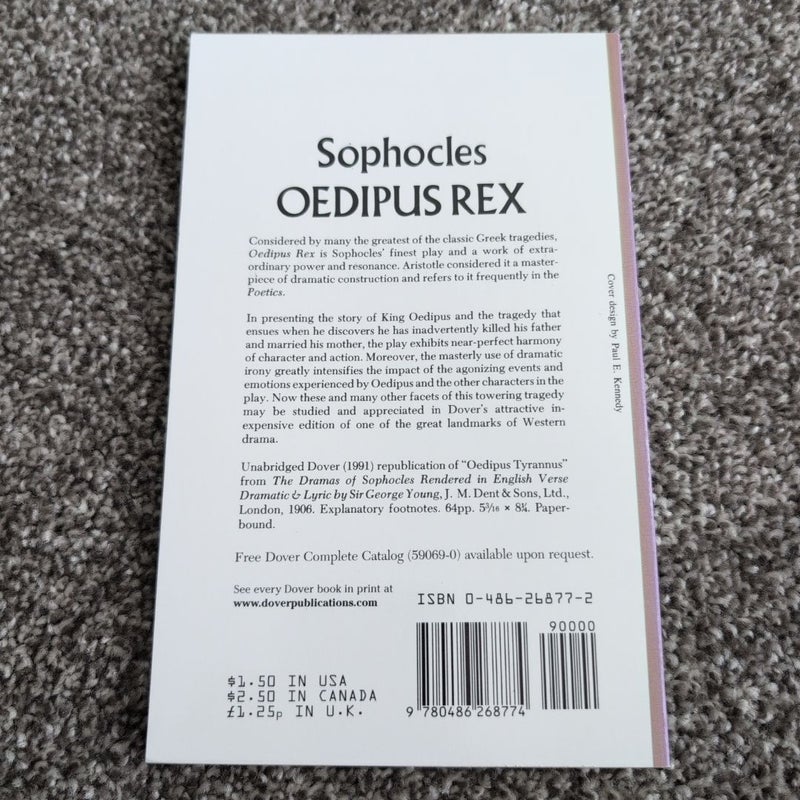 Sophocles
OEDIPUS REX
Considered by many the greatest of the classic Greek tragedies,
Oedipus Rex is Sophocles' finest play and a work of extra-
ordinary power and resonance. Aristotle considered it a master-
piece of dramatic construction and refers to it frequently in the
Poetics.
In presenting the story of King Oedipus and the tragedy that
ensues when he discovers he has inadvertently killed his father
and married his mother, the play exhibits near-perfect harmony
of character and action. Moreover, the masterly use of dramatic
irony greatly intensifies the impact of the agonizing events and
emotions experienced by Oedipus and the other characters in the
play. Now these and many other facets of this towering tragedy
may be studied and appreciated in Dover's attractive in-
expensive edition of one of the great landmarks of Western
drama.
Unabridged Dover (1991) republication of "Oedipus Tyrannus"
from The Dramas of Sophocles Rendered in English Verse
Dramatic & Lyric by Sir George Young, J. M. Dent & Sons, Ltd.,
London, 1906. Explanatory footnotes. 64pp. 5³⁄₁₆ × 8¼. Paper-
bound.
Free Dover Complete Catalog (59069-0) available upon request.
See every Dover book in print at
www.doverpublications.com
ISBN 0-486-26877-2
90000
$1.50 IN USA
$2.50 IN CANADA
£1.25p IN U.K.
9 780486 268774
Cover design by Paul E. Kennedy